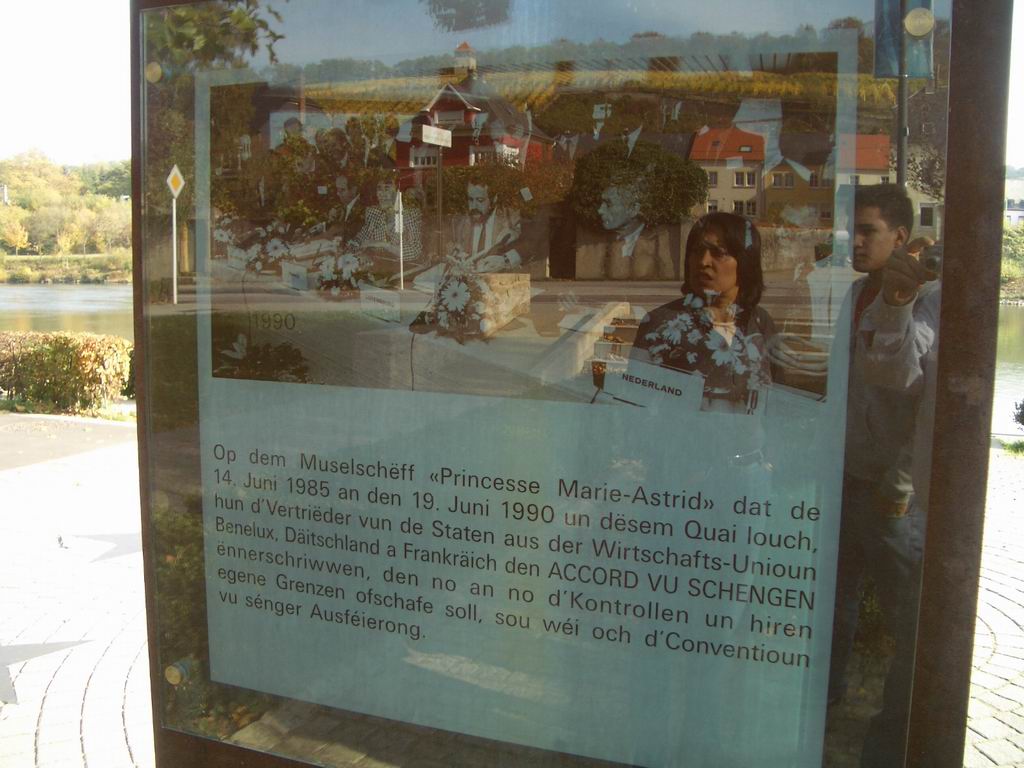 1990
NEDERLAND
Op dem Muselschëff «Princesse Marie-Astrid» dat de
14. Juni 1985 an den 19. Juni 1990 un dësem Quai louch,
hun d'Vertriëder vun de Staten aus der Wirtschafts-Unioun
Benelux, Däitschland a Frankräich den ACCORD VU SCHENGEN
ënnerschriwwen, den no an no d'Kontrollen un hiren
egene Grenzen ofschafe soll, sou wéi och d'Conventioun
vu sénger Ausféierong.